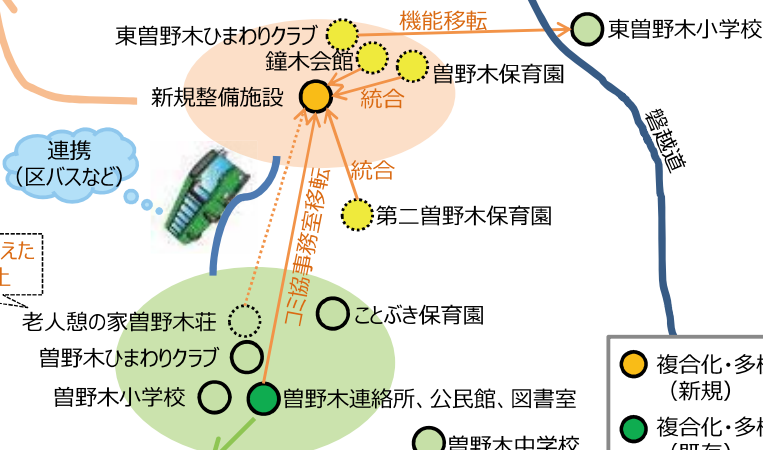 機能移転
東曽野木ひまわりクラブ
東曽野木小学校
鐘木会館
曽野木保育園
新規整備施設
統合
磐越道
連携
（区バスなど）
統合
第二曽野木保育園
コミ協事務室移転
えた
老人憩の家曽野木荘
ことぶき保育園
曽野木ひまわりクラブ
複合化・多機
（新規）
曽野木小学校
曽野木連絡所、公民館、図書室
複合化・多機
曽野木中学校